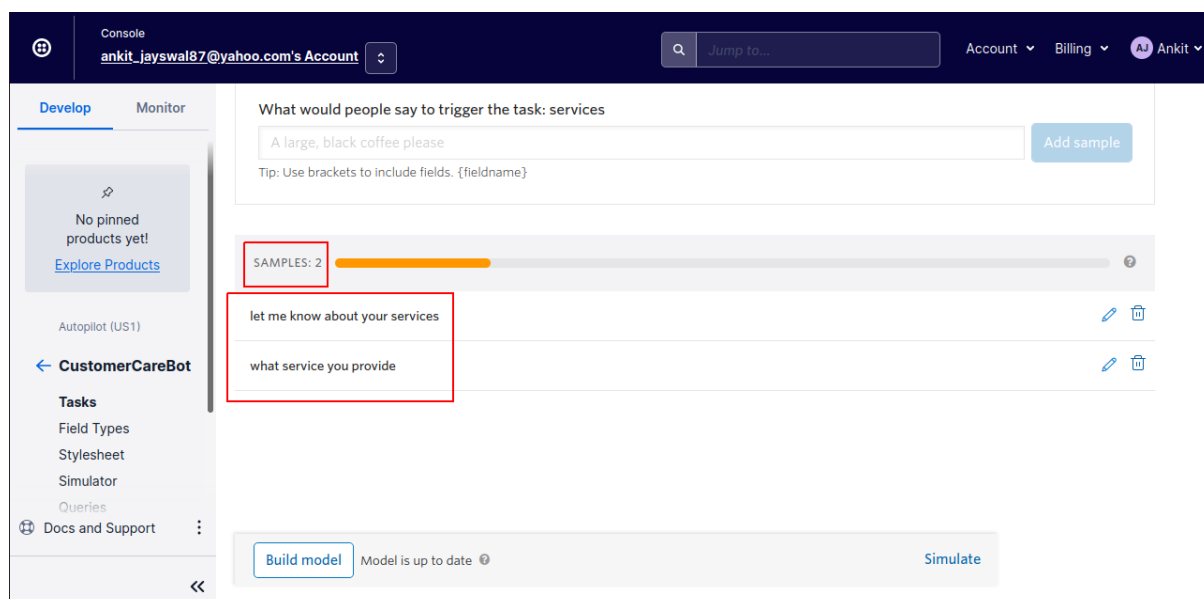 Console
ankit_jayswal87@yahoo.com's Account
Jump to...
Account
Billing
AJ Ankit
Develop Monitor
No pinned
products yet!
Explore Products
Autopilot (US1)
CustomerCareBot
Tasks
Field Types
Stylesheet
Simulator
Queries
Docs and Support
What would people say to trigger the task: services
A large, black coffee please
Add sample
Tip: Use brackets to include fields. {fieldname}
SAMPLES: 2
let me know about your services
what service you provide
Build model Model is up to date
Simulate